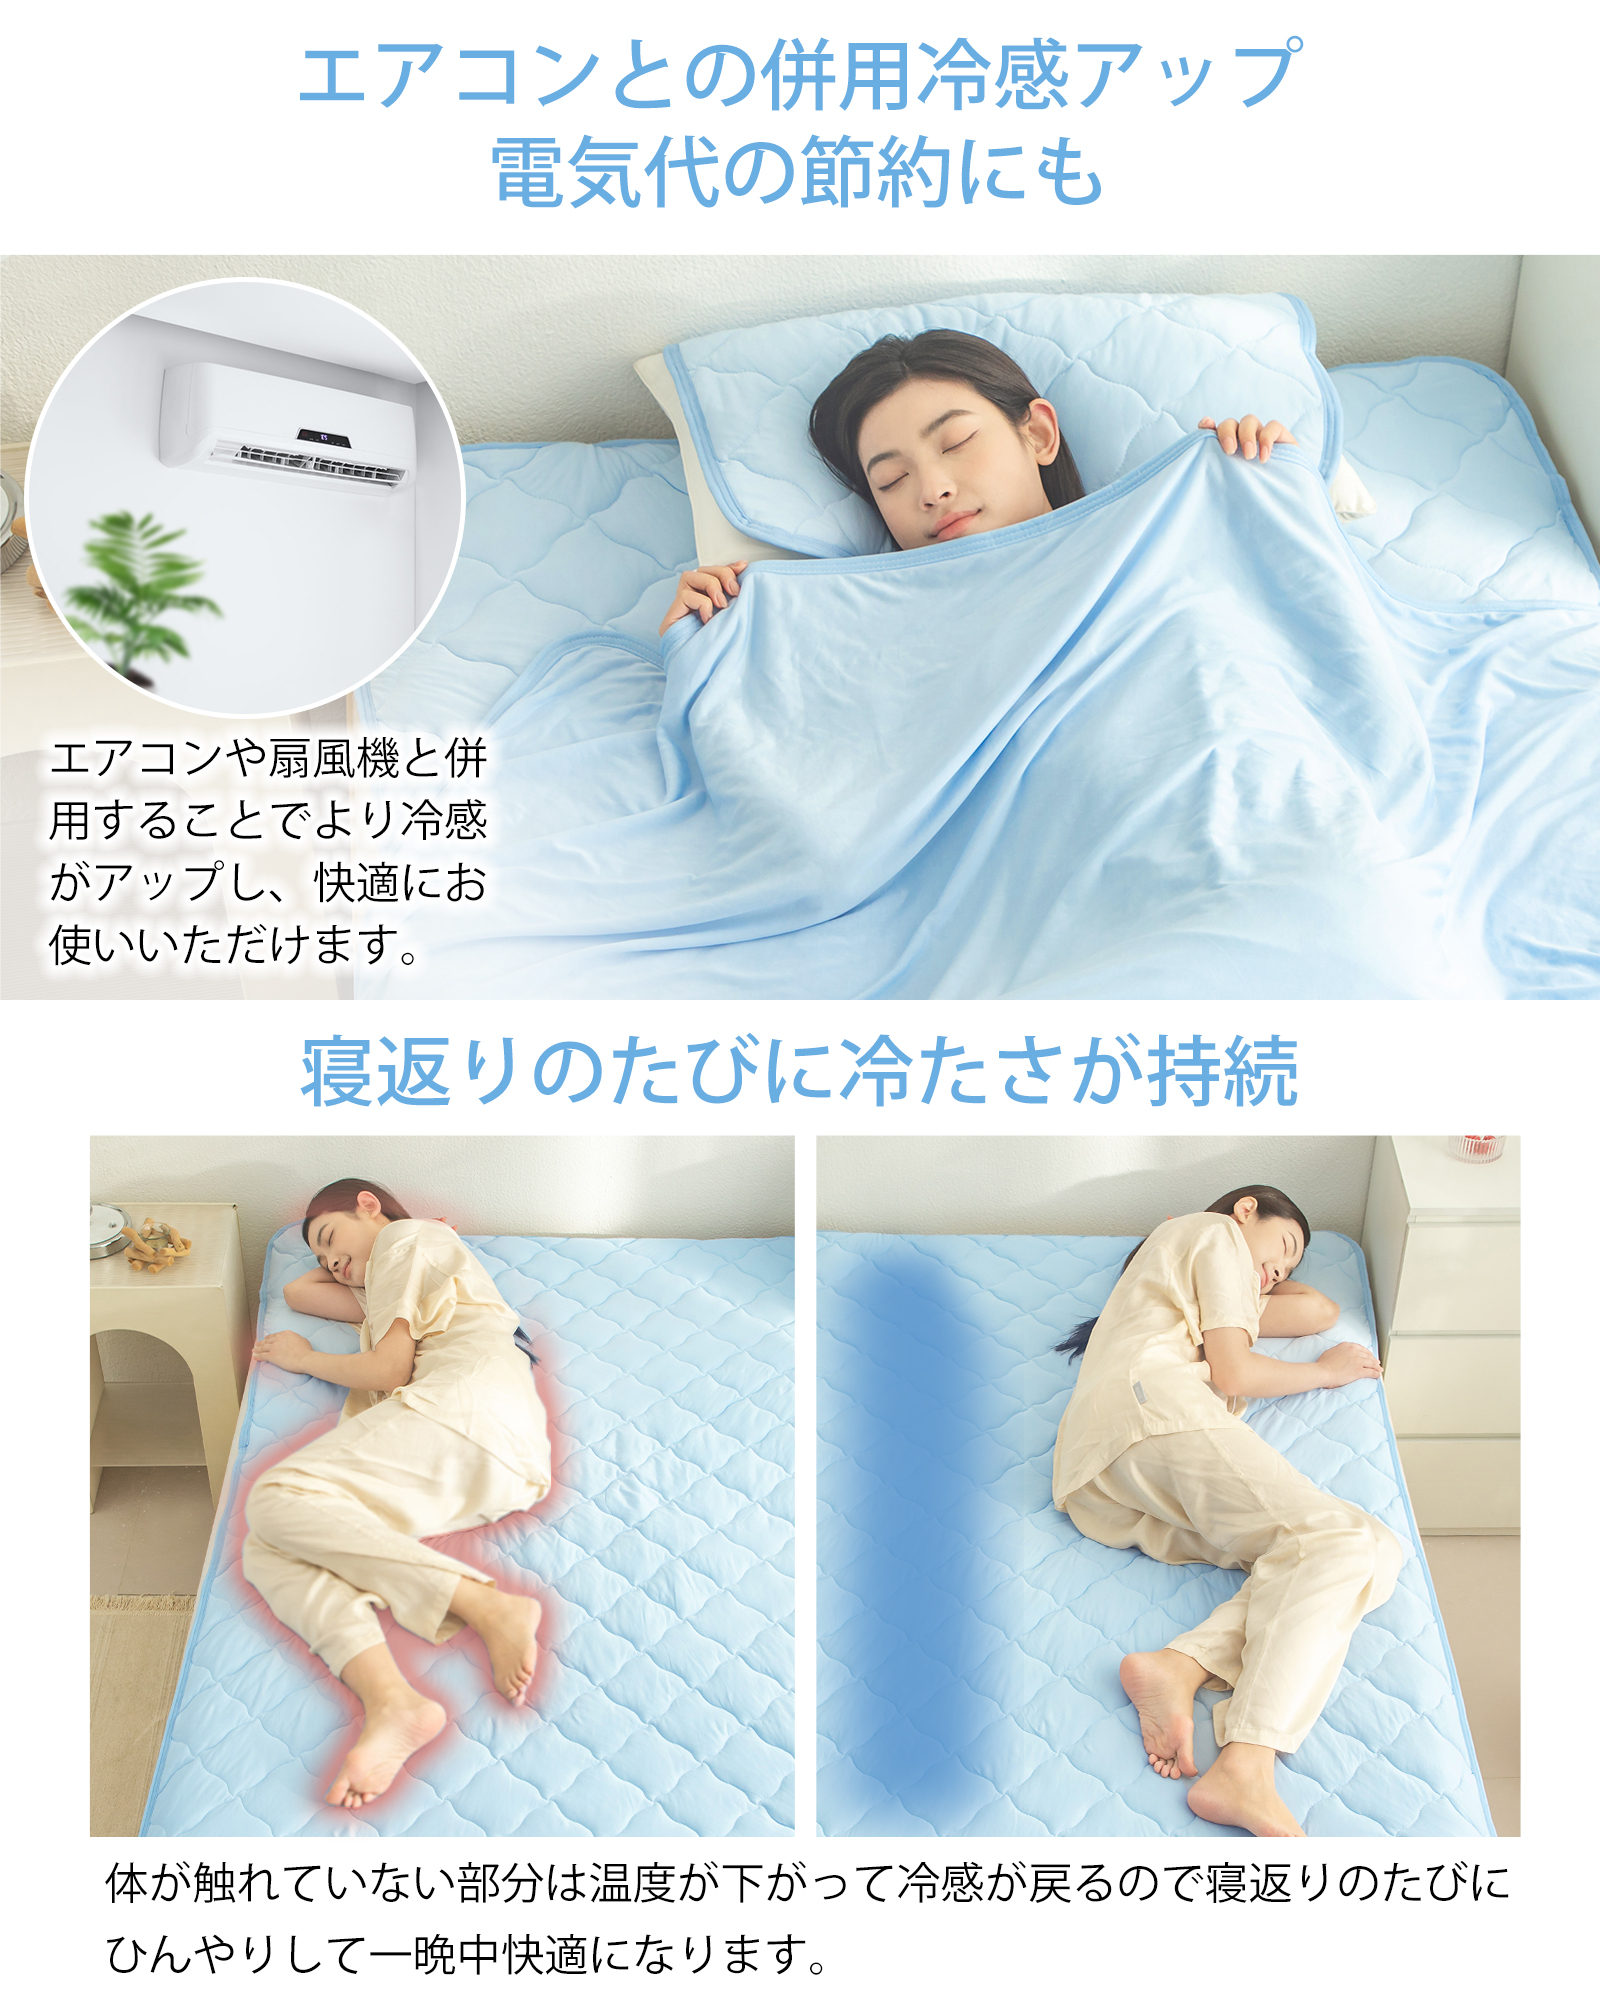 エアコンとの併用冷感アップ
電気代の節約にも
エアコンや扇風機と併
用することでより冷感
がアップし、快適にお
使いいただけます。
寝返りのたびに冷たさが持続
体が触れていない部分は温度が下がって冷感が戻るので寝返りのたびに
ひんやりして一晩中快適になります。